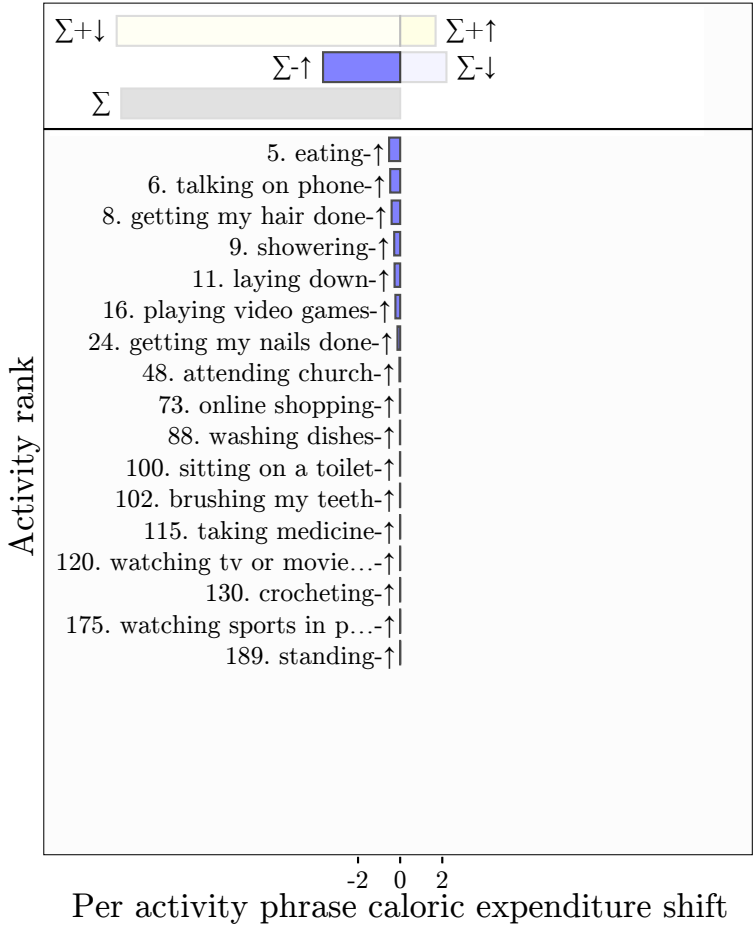 ∑+↓ ∑+↑
∑-↑ ∑-↓
∑
5. eating-↑
6. talking on phone-↑
8. getting my hair done-↑
9. showering-↑
11. laying down-↑
16. playing video games-↑
24. getting my nails done-↑
48. attending church-↑
73. online shopping-↑
88. washing dishes-↑
100. sitting on a toilet-↑
102. brushing my teeth-↑
115. taking medicine-↑
120. watching tv or movie...-↑
130. crocheting-↑
175. watching sports in p...-↑
189. standing-↑
Activity rank
-2 0 2
Per activity phrase caloric expenditure shift